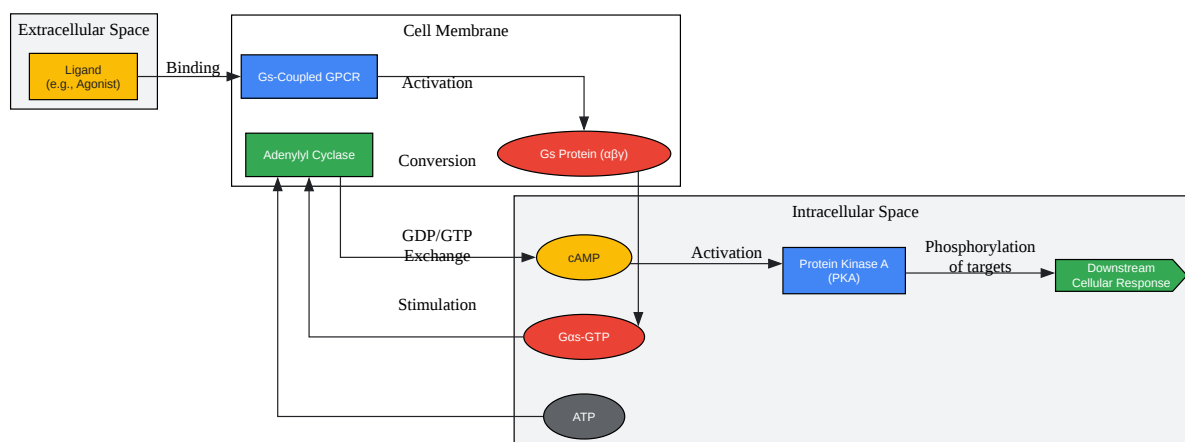 Extracellular Space
Ligand
(e.g., Agonist)
Binding
Cell Membrane
Gs-Coupled GPCR
Activation
Adenylyl Cyclase
Conversion
Gs Protein (αβγ)
Intracellular Space
GDP/GTP
Exchange
cAMP
Activation
Protein Kinase A
(PKA)
Phosphorylation
of targets
Downstream
Cellular Response
Stimulation
Gαs-GTP
ATP